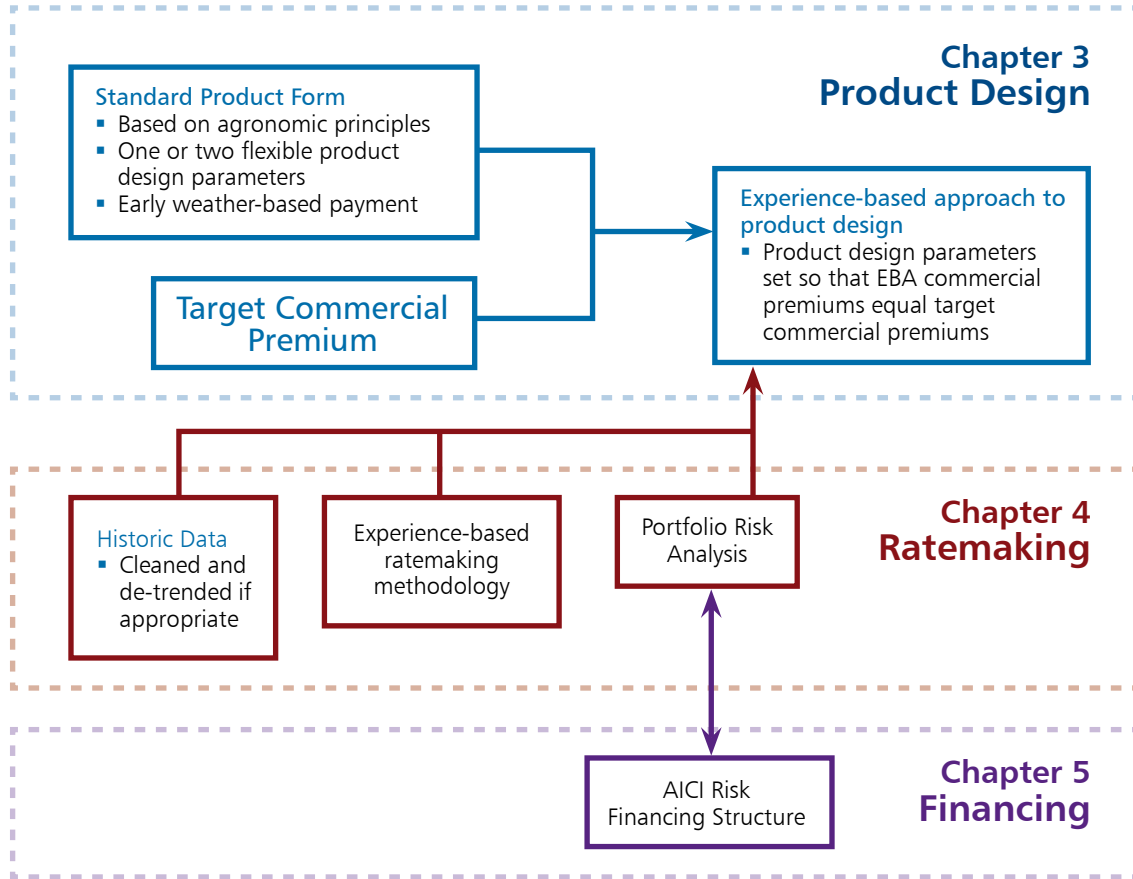 Chapter 3
Product Design
Standard Product Form
▪ Based on agronomic principles
▪ One or two flexible product
design parameters
▪ Early weather-based payment
Target Commercial
Premium
Experience-based approach to
product design
▪ Product design parameters
set so that EBA commercial
premiums equal target
commercial premiums
Chapter 4
Ratemaking
Historic Data
▪ Cleaned and
de-trended if
appropriate
Experience-based
ratemaking
methodology
Portfolio Risk
Analysis
Chapter 5
Financing
AICI Risk
Financing Structure